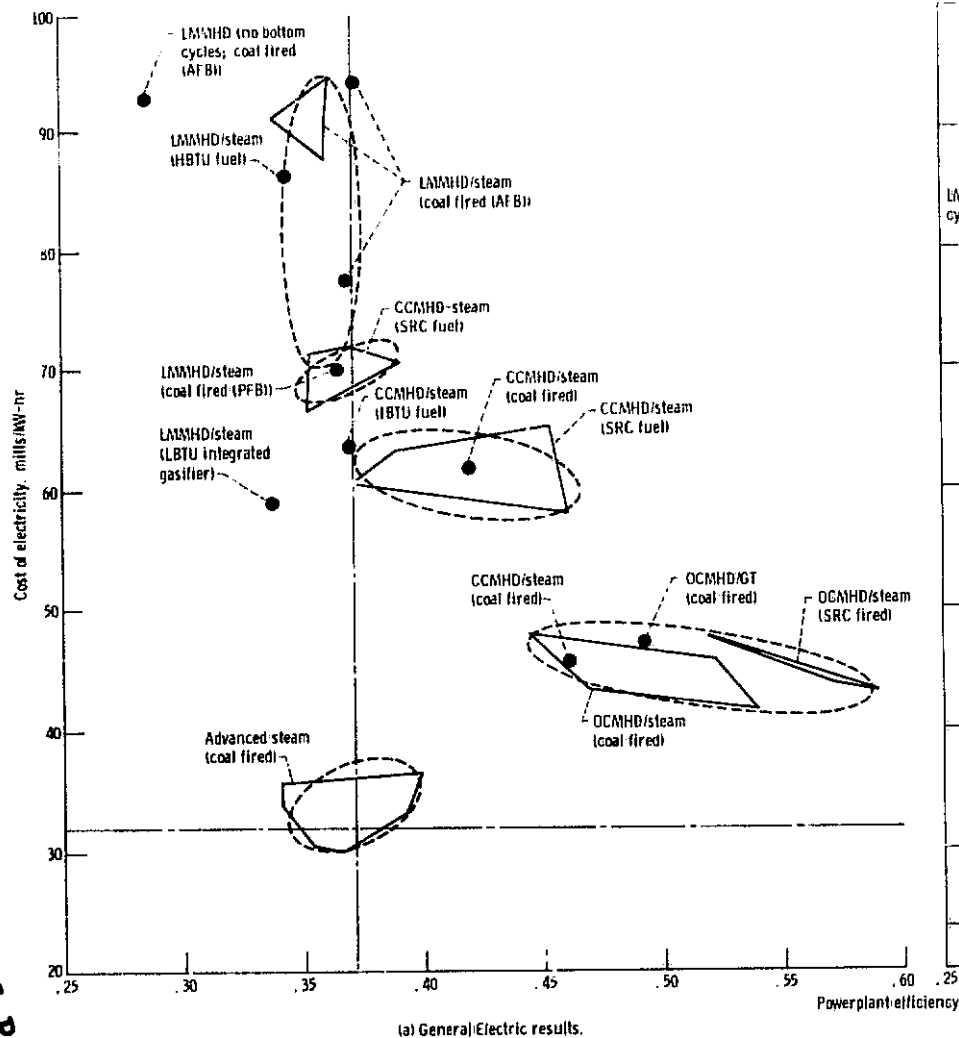 100
LMMHD (no bottom
cycles; coal fired
(AFB))
90
LMMHD/steam
(HBTU fuel)
LMMHD/steam
(coal fired (AFB))
80
CCMHD-steam
(SRC fuel)
70
LMMHD/steam
(coal fired (PFB))
CCMHD/steam
(coal fired)
CCMHD/steam
(IBTU fuel)
CCMHD/steam
(SRC fuel)
LMMHD/steam
(LBTU integrated
gasifier)
60
Cost of electricity, mills/kW-hr
50
CCMHD/steam
(coal fired)
OCMHD/GT
(coal fired)
OCMHD/steam
(SRC fired)
40
Advanced steam
(coal fired)
OCMHD/steam
(coal fired)
30
20
.25 .30 .35 .40 .45 .50 .55 .60 .25
Powerplant efficiency
(a) General Electric results.
LM
cy